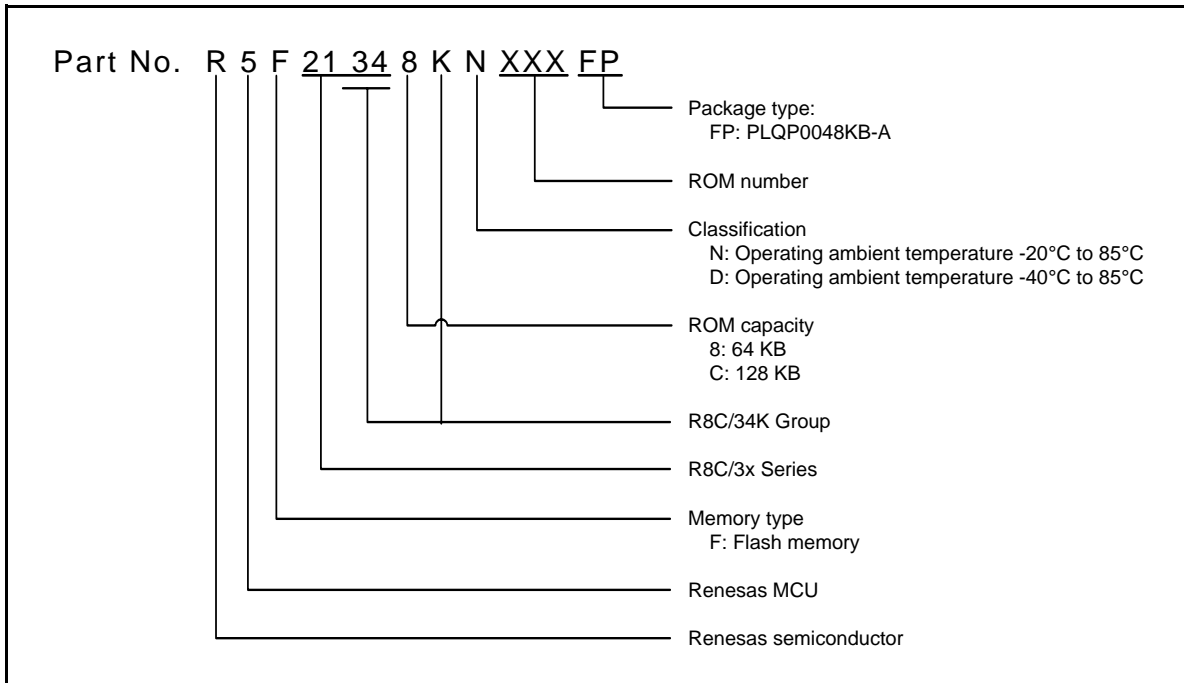 Part No. R 5 F 21 34 8 K N XXX FP
Package type:
FP: PLQP0048KB-A
ROM number
Classification
N: Operating ambient temperature -20°C to 85°C
D: Operating ambient temperature -40°C to 85°C
ROM capacity
8: 64 KB
C: 128 KB
R8C/34K Group
R8C/3x Series
Memory type
F: Flash memory
Renesas MCU
Renesas semiconductor